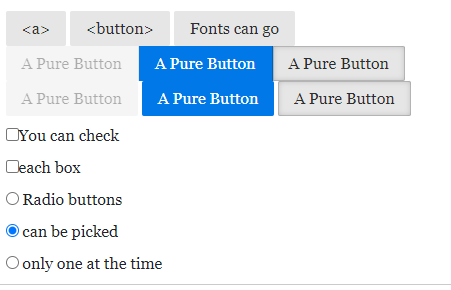 <a> <button> Fonts can go
A Pure Button A Pure Button A Pure Button
A Pure Button A Pure Button A Pure Button
You can check
each box
Radio buttons
can be picked
only one at the time